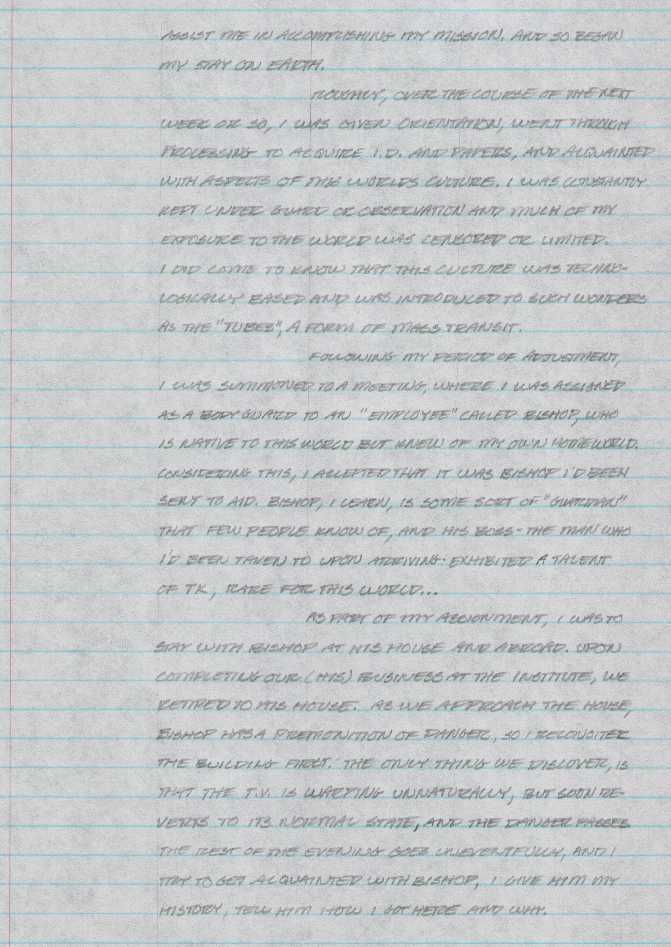 ASSIST ME IN ACCOMPLISHING MY MISSION. AND SO BEGAN
MY STAY ON EARTH.
ROUGHLY, OVER THE COURSE OF THE NEXT
WEEK OR SO, I WAS GIVEN ORIENTATION, WENT THROUGH
PROCESSING TO ACQUIRE I.D. AND PAPERS, AND ACQUAINTED
WITH ASPECTS OF THIS WORLDS CULTURE. I WAS CONSTANTLY
KEPT UNDER GUARD OR OBSERVATION AND MUCH OF MY
EXPOSURE TO THE WORLD WAS CENSORED OR LIMITED.
I DID COME TO KNOW THAT THIS CULTURE WAS TECHNO-
LOGICALLY BASED AND WAS INTRODUCED TO SUCH WONDERS
AS THE "TUBES", A FORM OF MASS TRANSIT.
FOLLOWING MY PERIOD OF ADJUSTMENT,
I WAS SUMMONED TO A MEETING, WHERE I WAS ASSIGNED
AS A BODYGUARD TO AN "EMPLOYEE" CALLED BISHOP, WHO
IS NATIVE TO THIS WORLD BUT KNEW OF MY OWN HOMEWORLD.
CONSIDERING THIS, I ACCEPTED THAT IT WAS BISHOP I'D BEEN
SENT TO AID. BISHOP, I LEARN, IS SOME SORT OF "GUARDIAN"
THAT FEW PEOPLE KNOW OF, AND HIS BOSS - THE MAN WHO
I'D BEEN TAKEN TO UPON ARRIVING - EXHIBITED A TALENT
OF TK, RARE FOR THIS WORLD...
AS PART OF MY ASSIGNMENT, I WAS TO
STAY WITH BISHOP AT HIS HOUSE AND ABROAD. UPON
COMPLETING OUR (HIS) BUSINESS AT THE INSTITUTE, WE
RETIRED TO HIS HOUSE. AS WE APPROACH THE HOUSE,
BISHOP HAS A PREMONITION OF DANGER, SO I RECONOITER
THE BUILDING FIRST. THE ONLY THING WE DISCOVER, IS
THAT THE T.V. IS WARPING UNNATURALLY, BUT SOON RE-
VERTS TO ITS NORMAL STATE, AND THE DANGER PASSES.
THE REST OF THE EVENING GOES UNEVENTFULLY, AND I
TRY TO GET ACQUAINTED WITH BISHOP, I GIVE HIM MY
HISTORY, TELL HIM HOW I GOT HERE AND WHY.